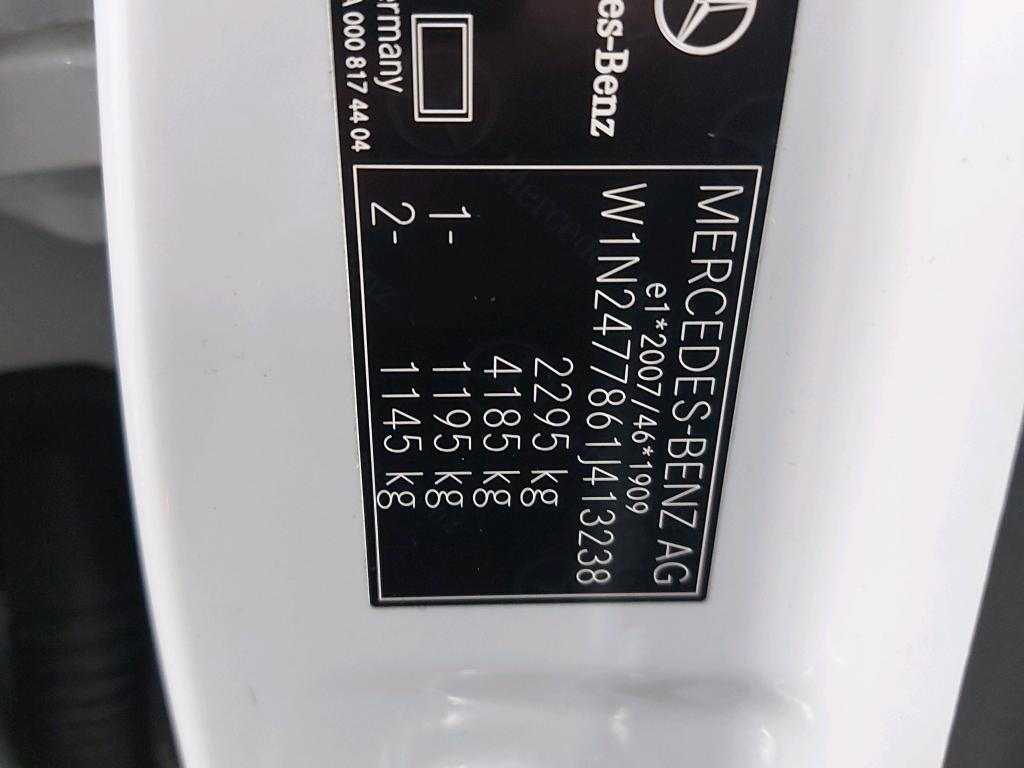 es-Benz
ermany
A 000 817 44 04
MERCEDES-BENZ AG
e1*2007/46*1909
W1N2477861J413238
2295 kg
4185 kg
1- 1195 kg
2- 1145 kg